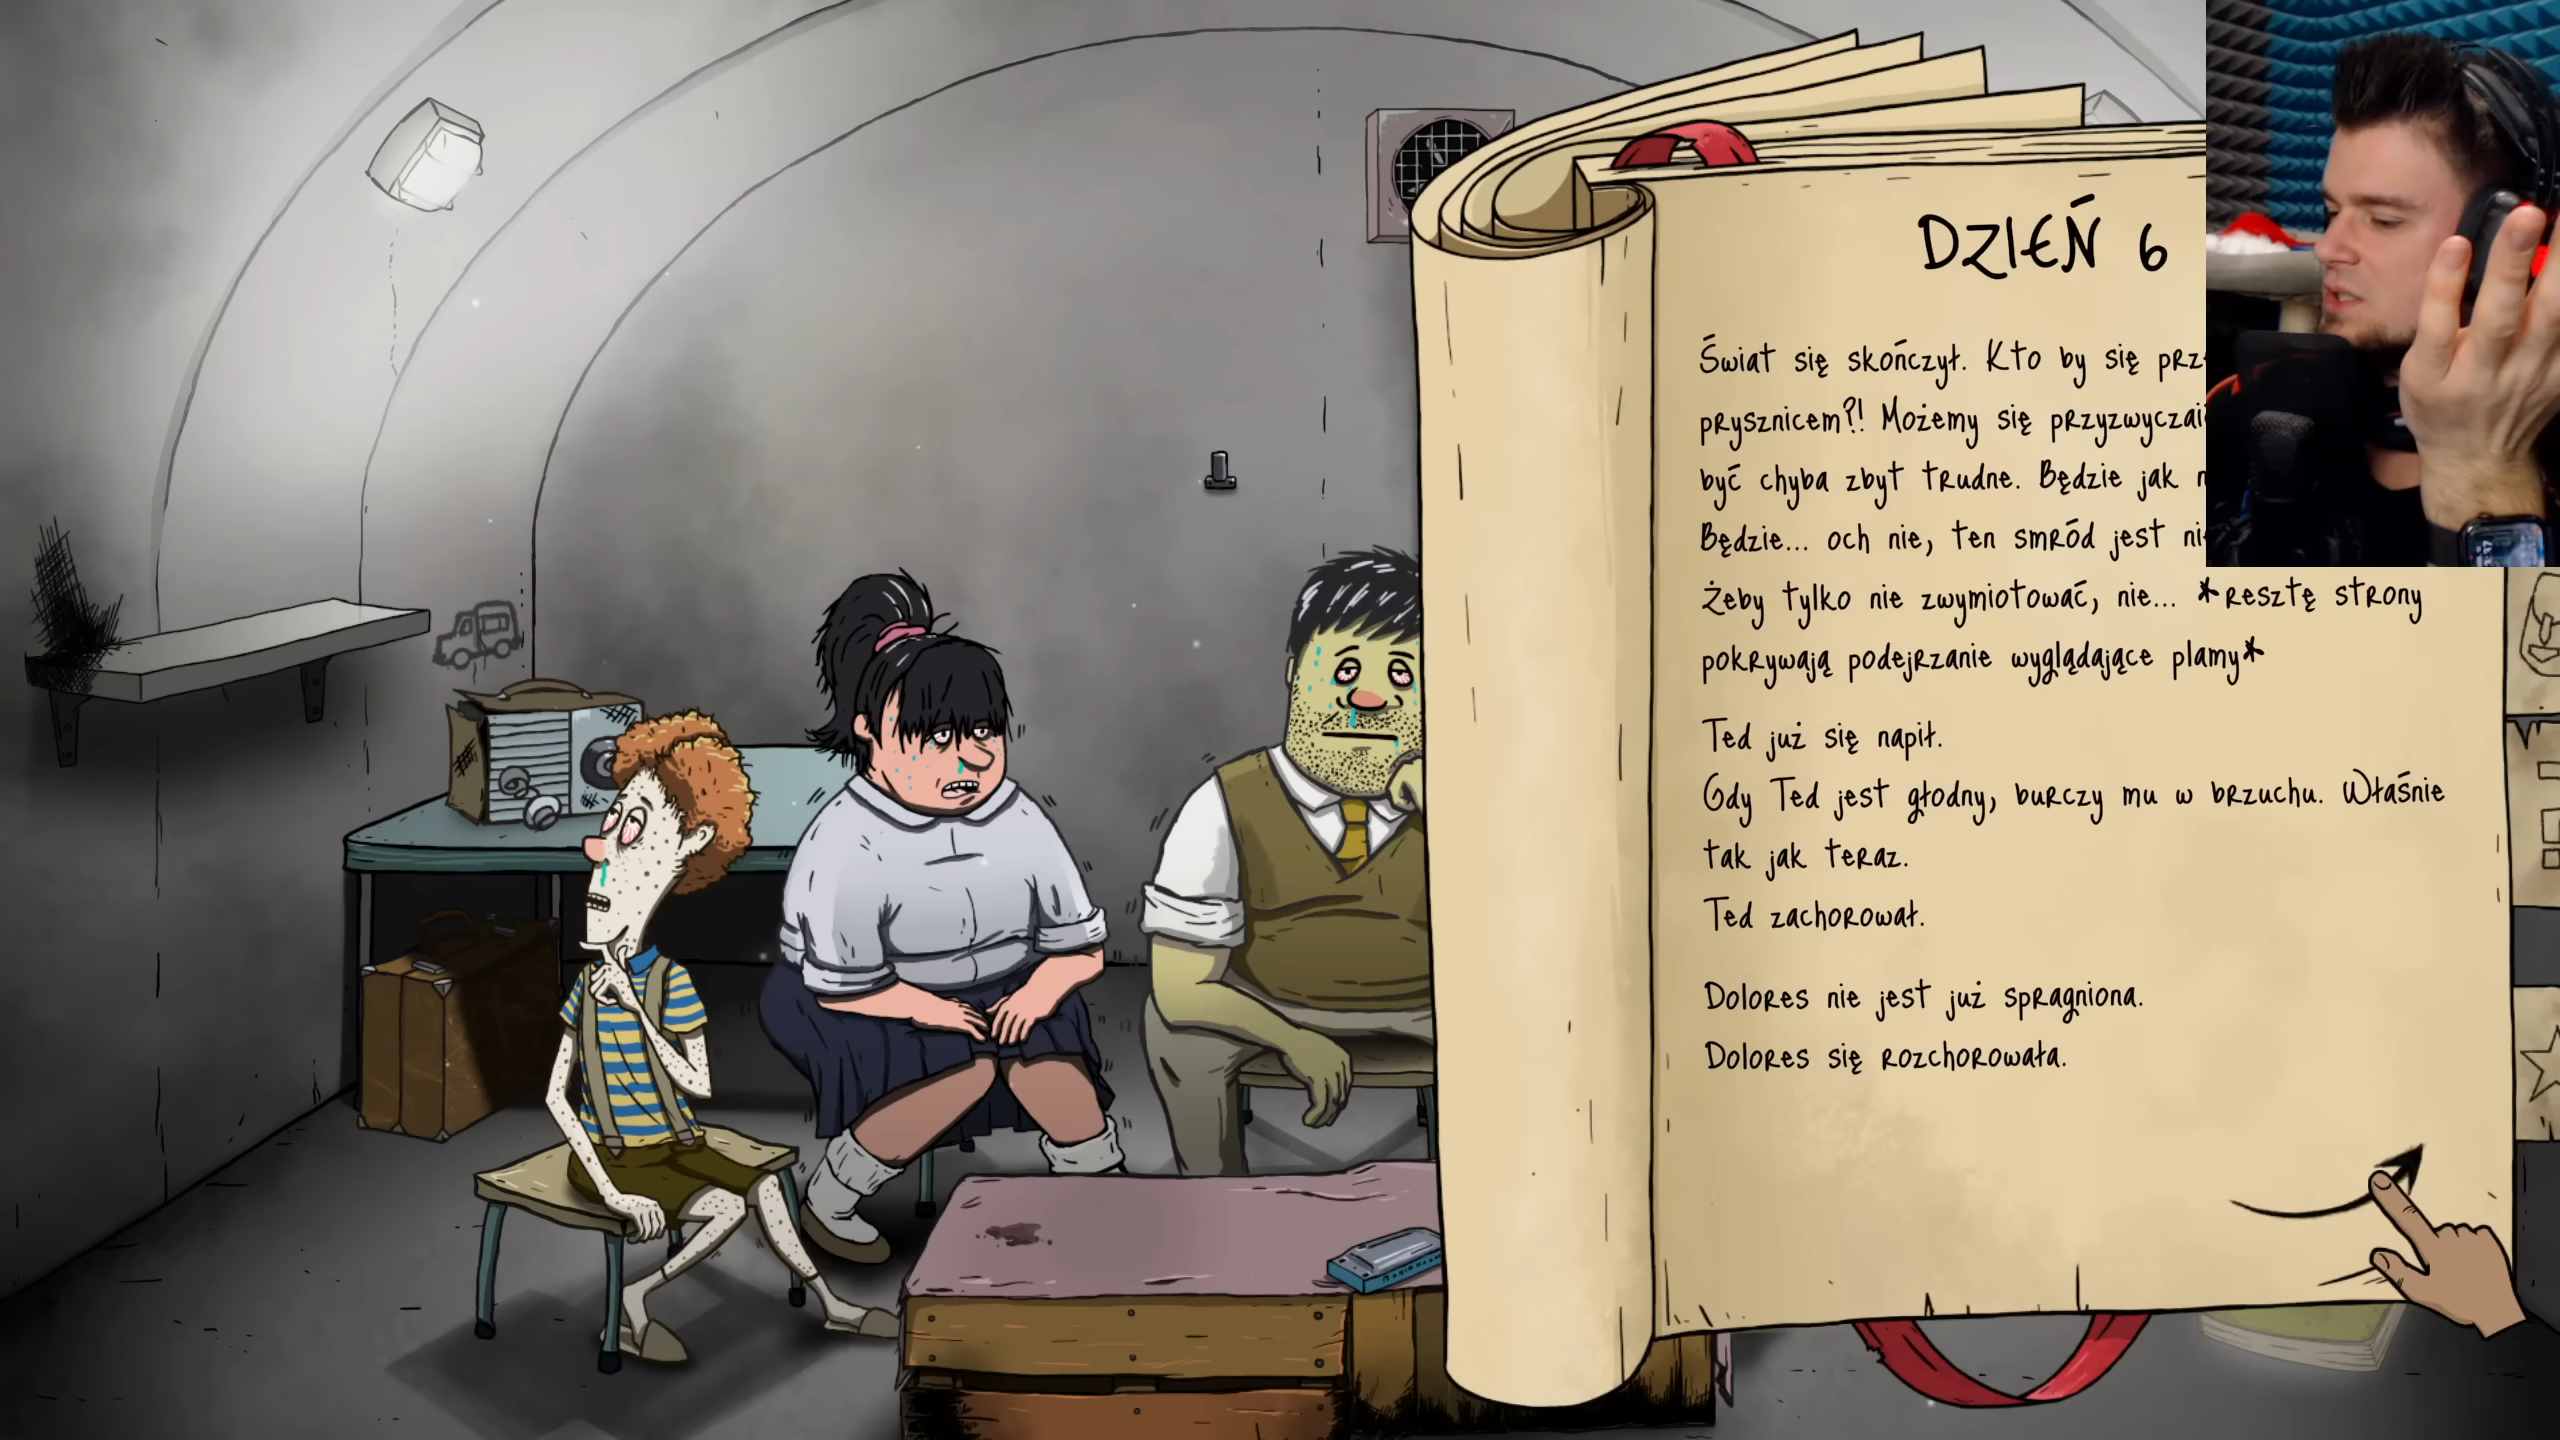 DZIEŃ 6
Świat się skończył. Kto by się
prysznicem?! Możemy się
być chyba zbyt trudne. Będzie jak
Będzie... och nie, ten smród jest
Żeby tylko nie zwymiotować, nie... *resztę strony
pokrywają podejrzanie wyglądające plamy*
Ted już się napił.
Gdy Ted jest głodny, burczy mu w brzuchu. Właśnie
tak jak teraz.
Ted zachorował.
Dolores nie jest już spragniona.
Dolores się rozchorowała.